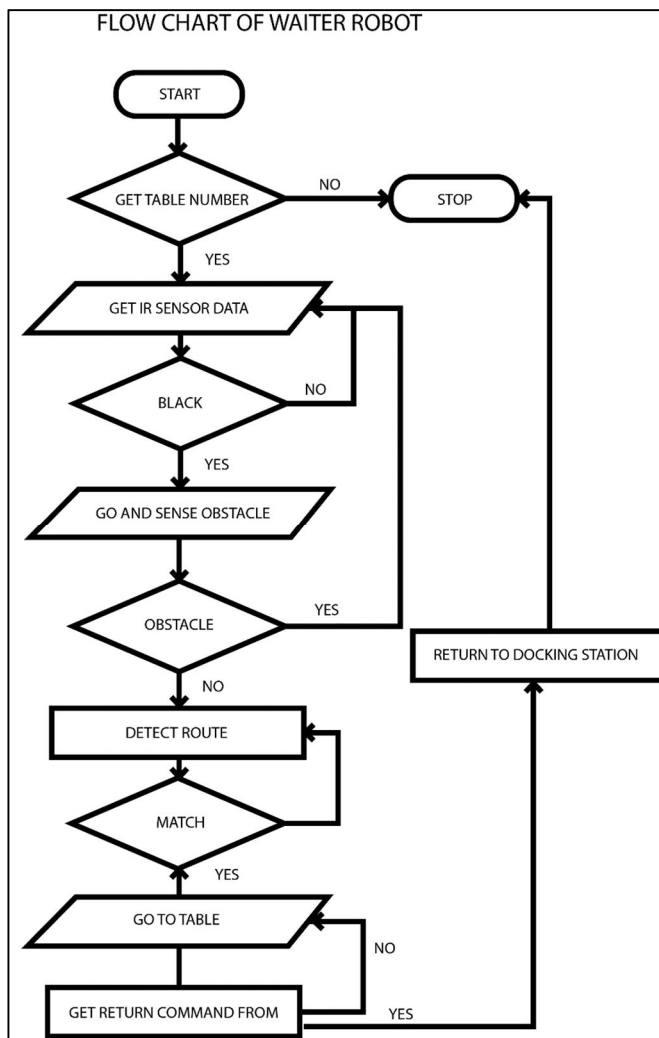 FLOW CHART OF WAITER ROBOT
START
GET TABLE NUMBER
NO
STOP
YES
GET IR SENSOR DATA
BLACK
NO
YES
GO AND SENSE OBSTACLE
OBSTACLE
YES
RETURN TO DOCKING STATION
NO
DETECT ROUTE
MATCH
YES
GO TO TABLE
NO
GET RETURN COMMAND FROM
YES